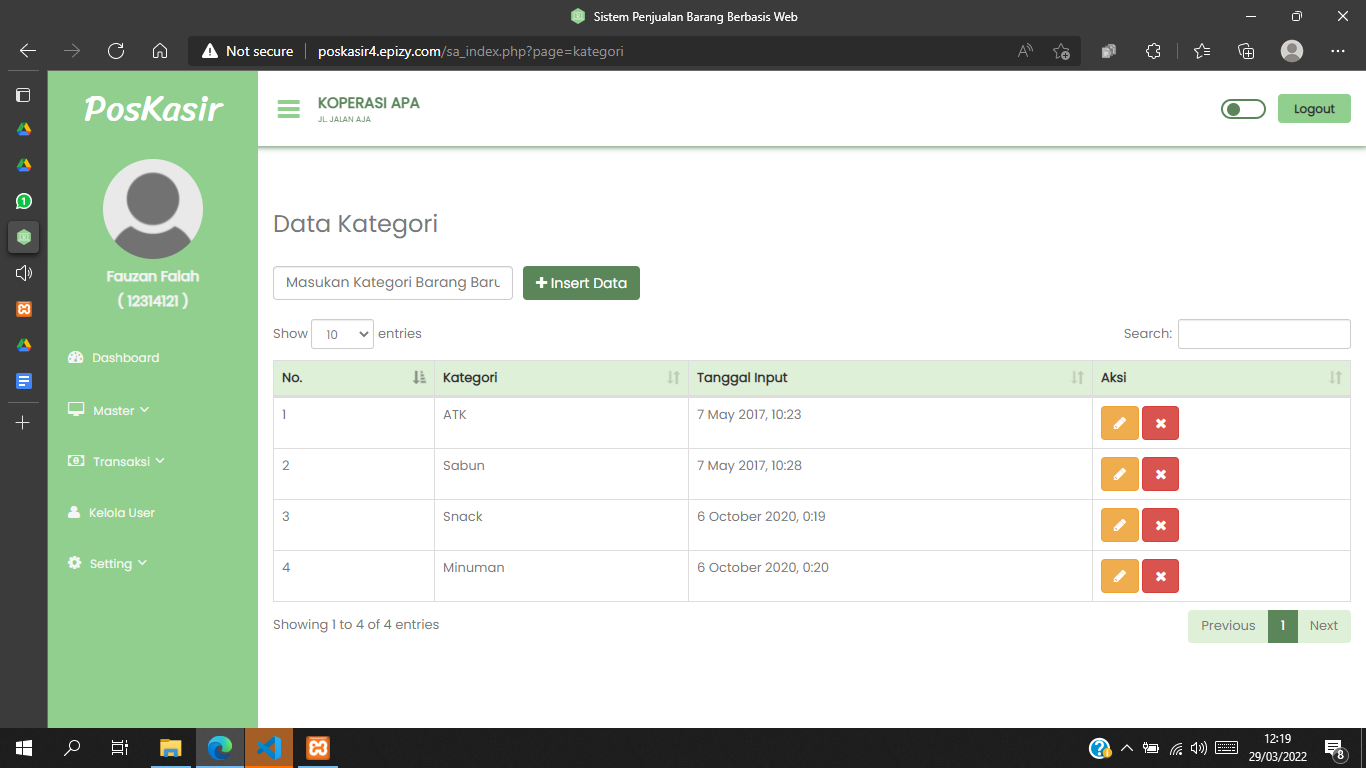 Sistem Penjualan Barang Berbasis Web
Not secure poskasir4.epizy.com/sa_index.php?page=kategori
PosKasir
KOPERASI APA
JL. JALAN AJA
Logout
Fauzan Falah
( 12314121 )
Dashboard
Master
Transaksi
Kelola User
Setting
Data Kategori
Masukan Kategori Barang Baru
Insert Data
Show 10 entries
Search:
No. Kategori Tanggal Input Aksi
1 ATK 7 May 2017, 10:23
2 Sabun 7 May 2017, 10:28
3 Snack 6 October 2020, 0:19
4 Minuman 6 October 2020, 0:20
Showing 1 to 4 of 4 entries
Previous 1 Next
12:19
29/03/2022
8